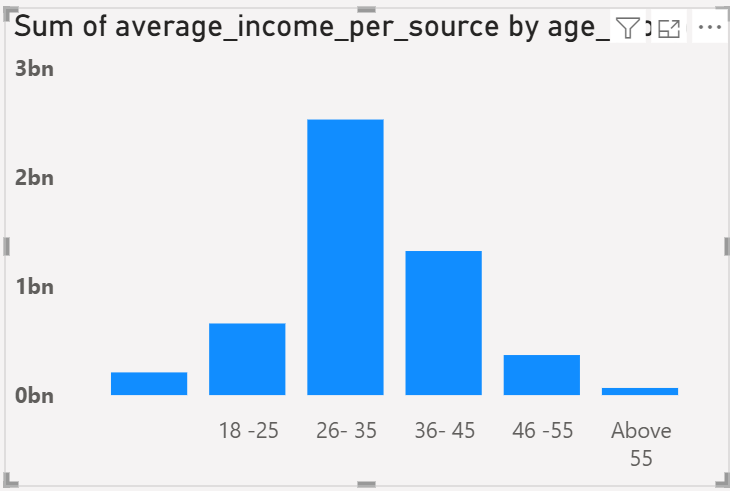 Sum of average_income_per_source by age_
3bn
2bn
1bn
0bn
18 -25
26- 35
36- 45
46 -55
Above
55